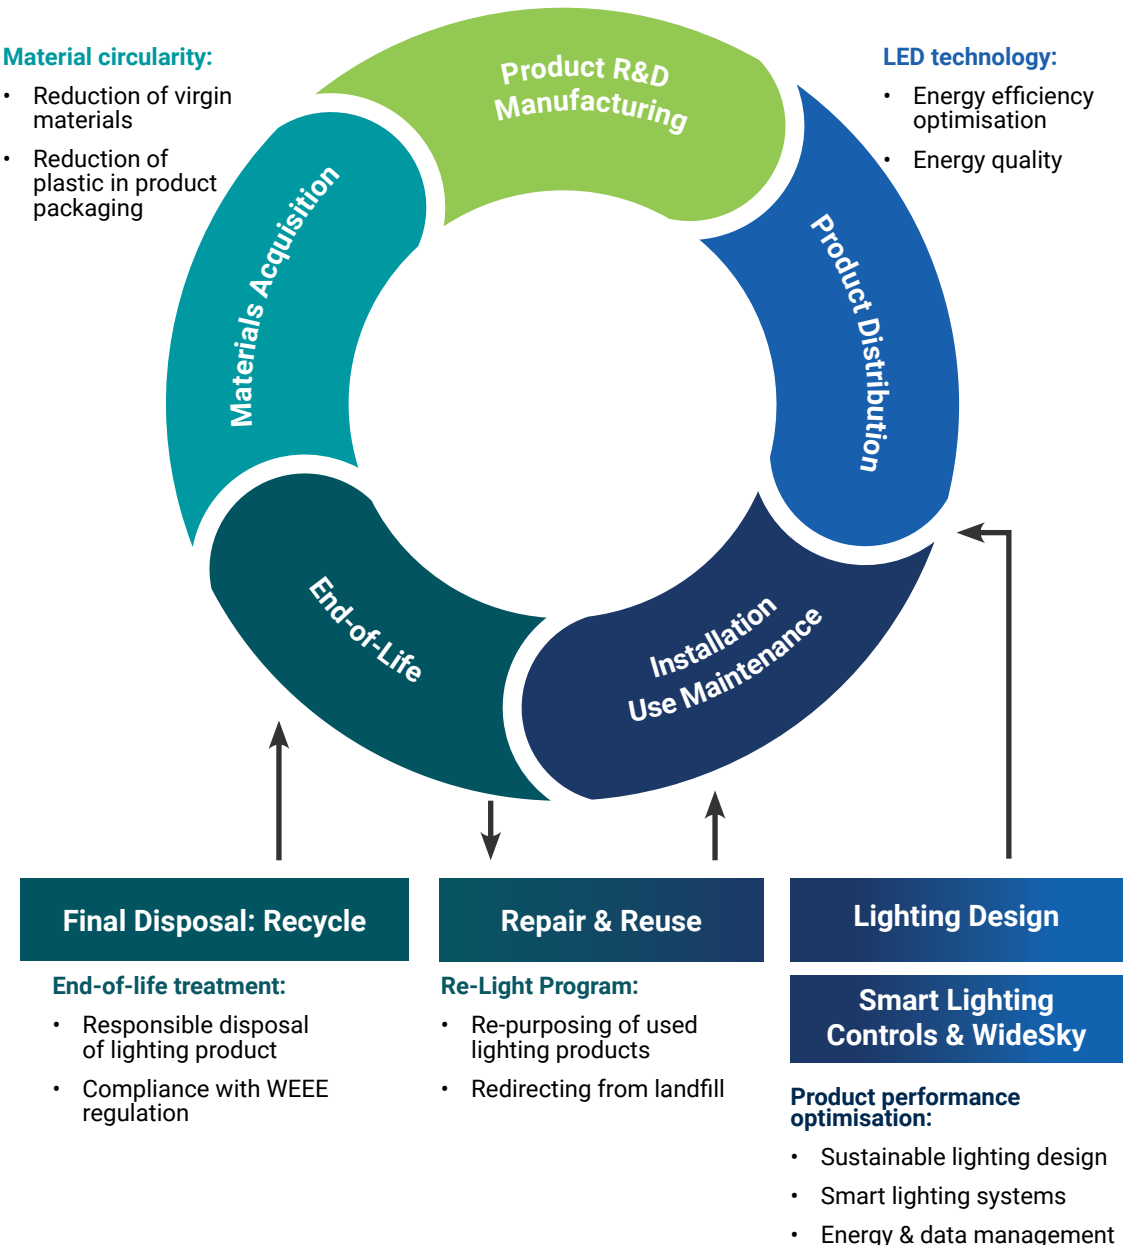 Material circularity:
• Reduction of virgin
materials
• Reduction of
plastic in product
packaging
Product R&D
Manufacturing
LED technology:
• Energy efficiency
optimisation
• Energy quality
Materials Acquisition
Product Distribution
End-of-Life
Installation
Use Maintenance
Final Disposal: Recycle
End-of-life treatment:
• Responsible disposal
of lighting product
• Compliance with WEEE
regulation
Repair & Reuse
Re-Light Program:
• Re-purposing of used
lighting products
• Redirecting from landfill
Lighting Design
Smart Lighting
Controls & WideSky
Product performance
optimisation:
• Sustainable lighting design
• Smart lighting systems
• Energy & data management